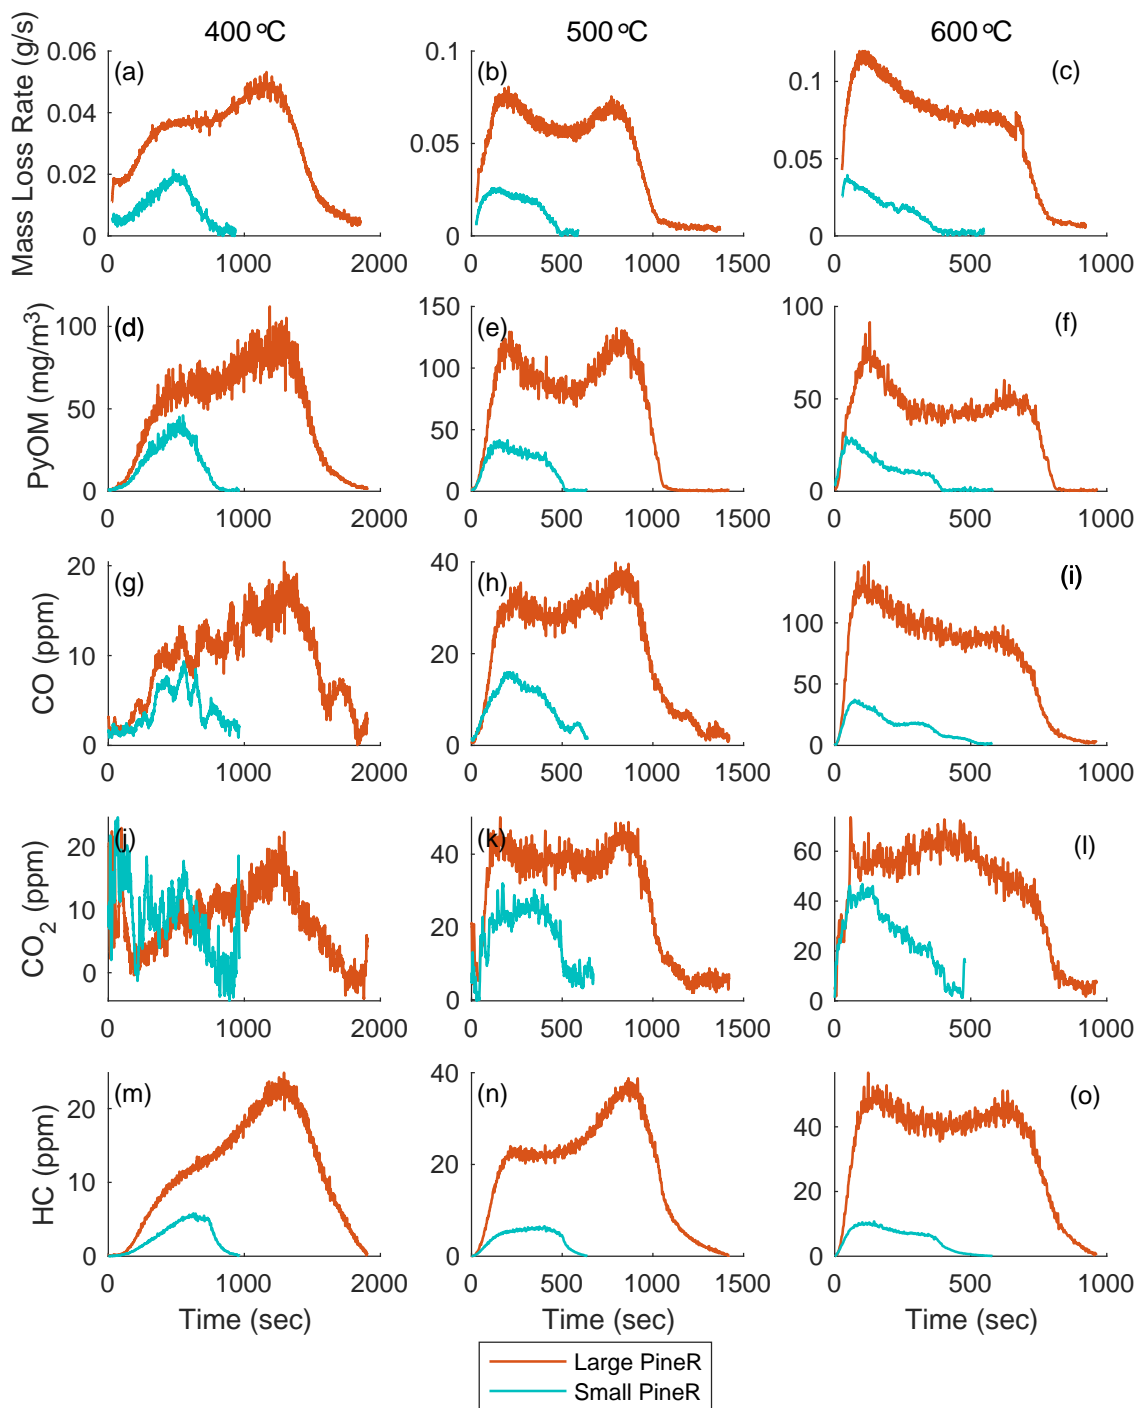 400 °C 500 °C 600 °C
Mass Loss Rate (g/s)
0.06 0.04 0.02 0
(a)
0 1000 2000
0.1 0.05 0
(b)
0 500 1000 1500
0.1 0.05 0
(c)
0 500 1000
PyOM (mg/m³)
100 50 0
(d)
0 1000 2000
150 100 50 0
(e)
0 500 1000 1500
100 50 0
(f)
0 500 1000
CO (ppm)
20 10 0
(g)
0 1000 2000
40 20 0
(h)
0 500 1000 1500
100 50 0
(i)
0 500 1000
CO₂ (ppm)
20 10 0
(j)
0 1000 2000
40 20 0
(k)
0 500 1000 1500
60 40 20 0
(l)
0 500 1000
HC (ppm)
20 10 0
(m)
0 1000 2000
Time (sec)
40 20 0
(n)
0 500 1000 1500
Time (sec)
40 20 0
(o)
0 500 1000
Time (sec)
Large PineR
Small PineR